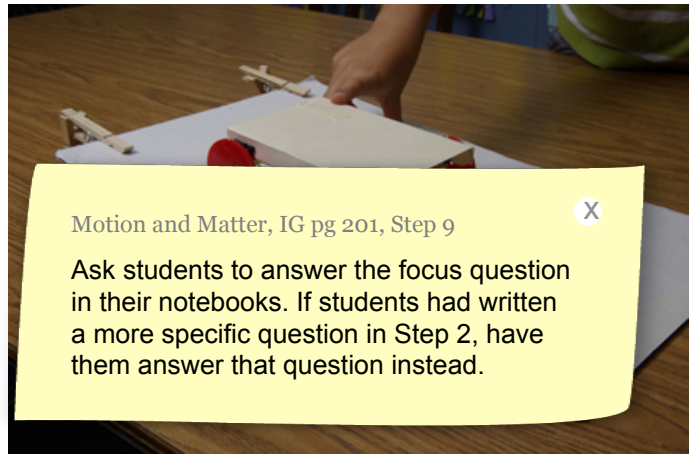 X
Motion and Matter, IG pg 201, Step 9
Ask students to answer the focus question
in their notebooks. If students had written
a more specific question in Step 2, have
them answer that question instead.